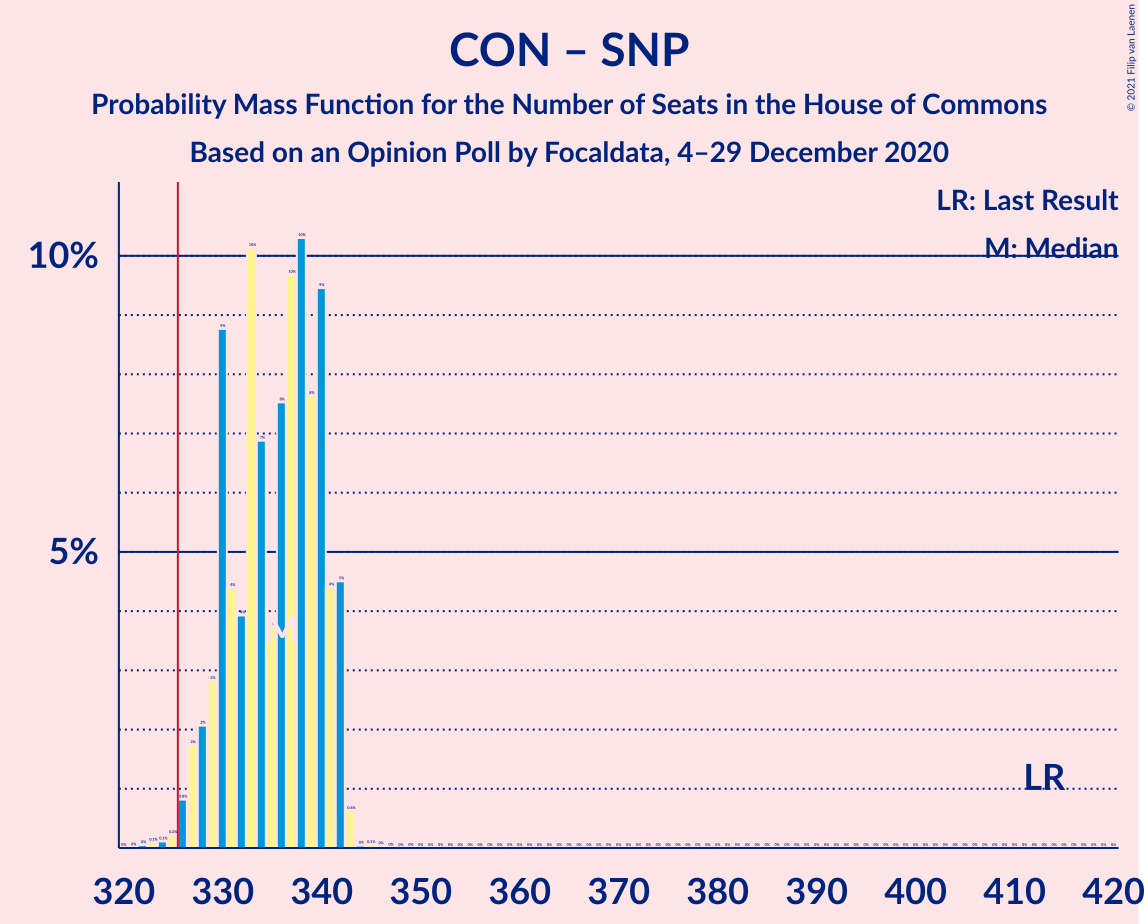 CON – SNP
Probability Mass Function for the Number of Seats in the House of Commons
Based on an Opinion Poll by Focaldata, 4–29 December 2020
© 2021 Filip van Laenen
LR: Last Result
M: Median
10%
5%
M
LR
320 330 340 350 360 370 380 390 400 410 420